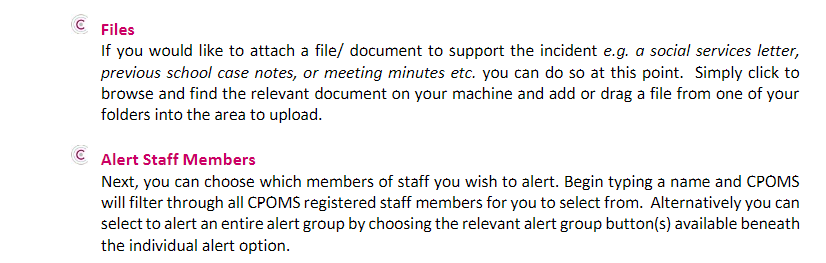 Files
If you would like to attach a file/ document to support the incident e.g. a social services letter,
previous school case notes, or meeting minutes etc. you can do so at this point. Simply click to
browse and find the relevant document on your machine and add or drag a file from one of your
folders into the area to upload.
Alert Staff Members
Next, you can choose which members of staff you wish to alert. Begin typing a name and CPOMS
will filter through all CPOMS registered staff members for you to select from. Alternatively you can
select to alert an entire alert group by choosing the relevant alert group button(s) available beneath
the individual alert option.